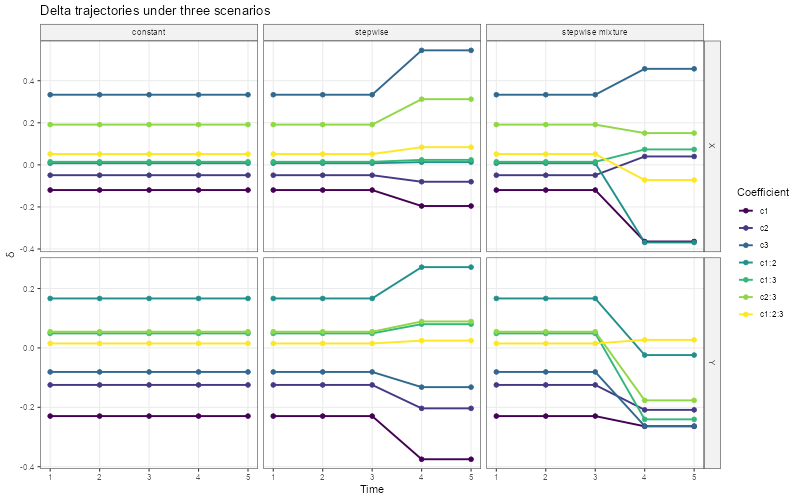 Delta trajectories under three scenarios
constant
stepwise
stepwise mixture
0.4
0.2
0.0
-0.2
-0.4
X
δ
0.2
0.0
-0.2
-0.4
Y
1 2 3 4 5
1 2 3 4 5
1 2 3 4 5
Time
Coefficient
c1
c2
c3
c1:2
c1:3
c2:3
c1:2:3